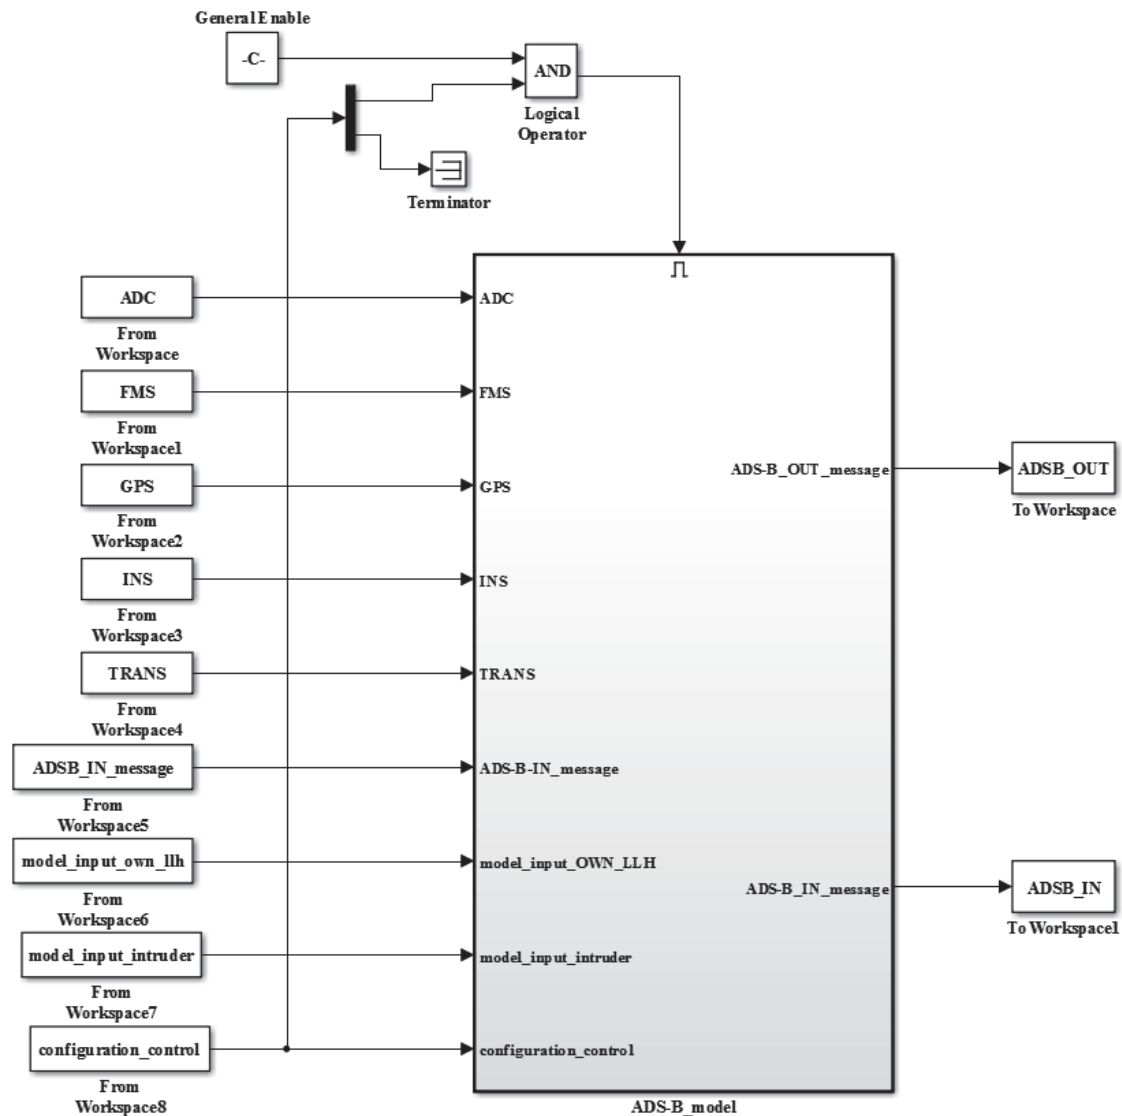 General Enable
-C-
AND
Logical
Operator
Terminator
ADC
From
Workspace
FMS
From
Workspace1
GPS
From
Workspace2
INS
From
Workspace3
TRANS
From
Workspace4
ADSB_IN_message
From
Workspace5
model_input_own_llh
From
Workspace6
model_input_intruder
From
Workspace7
configuration_control
From
Workspace8
ADC
FMS
GPS
INS
TRANS
ADS-B-IN_message
model_input_OWN_LLH
model_input_intruder
configuration_control
ADS-B_OUT_message
ADS-B_IN_message
ADS-B_model
ADSB_OUT
To Workspace
ADSB_IN
To Workspace1